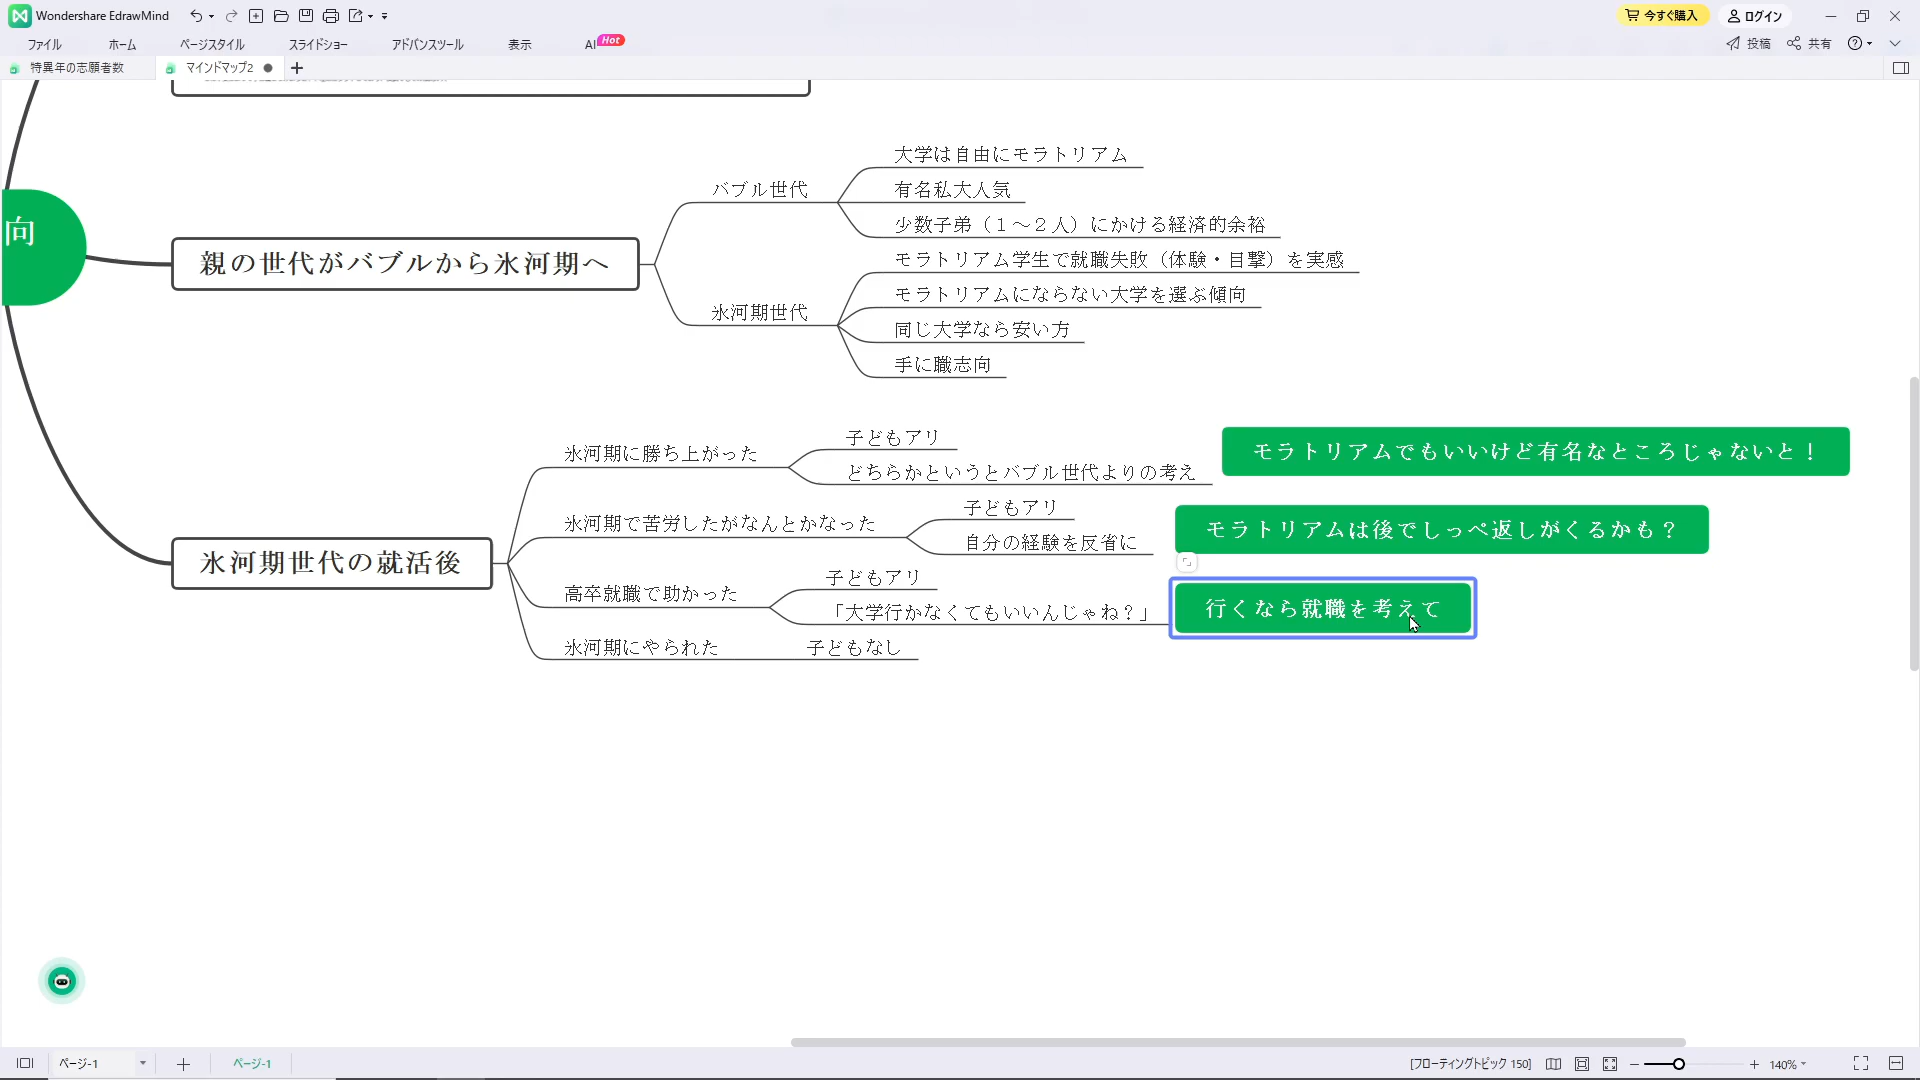 Wondershare EdrawMind
今すぐ購入
ログイン
ファイル
ホーム
ページスタイル
スライドショー
アドバンスツール
表示
AI
Hot
投稿
共有
特異年の志願者数
マインドマップ2
向
親の世代がバブルから氷河期へ
バブル世代
大学は自由にモラトリアム
有名私大人気
少数子弟（１～２人）にかける経済的余裕
氷河期世代
モラトリアム学生で就職失敗（体験・目撃）を実感
モラトリアムにならない大学を選ぶ傾向
同じ大学なら安い方
手に職志向
氷河期世代の就活後
氷河期に勝ち上がった
子どもアリ
どちらかというとバブル世代よりの考え
モラトリアムでもいいけど有名なところじゃないと！
氷河期で苦労したがなんとかなった
子どもアリ
自分の経験を反省に
モラトリアムは後でしっぺ返しがくるかも？
高卒就職で助かった
子どもアリ
「大学行かなくてもいいんじゃね？」
行くなら就職を考えて
氷河期にやられた
子どもなし
ページ-1
ページ-1
[フローティングトピック 150]
140%